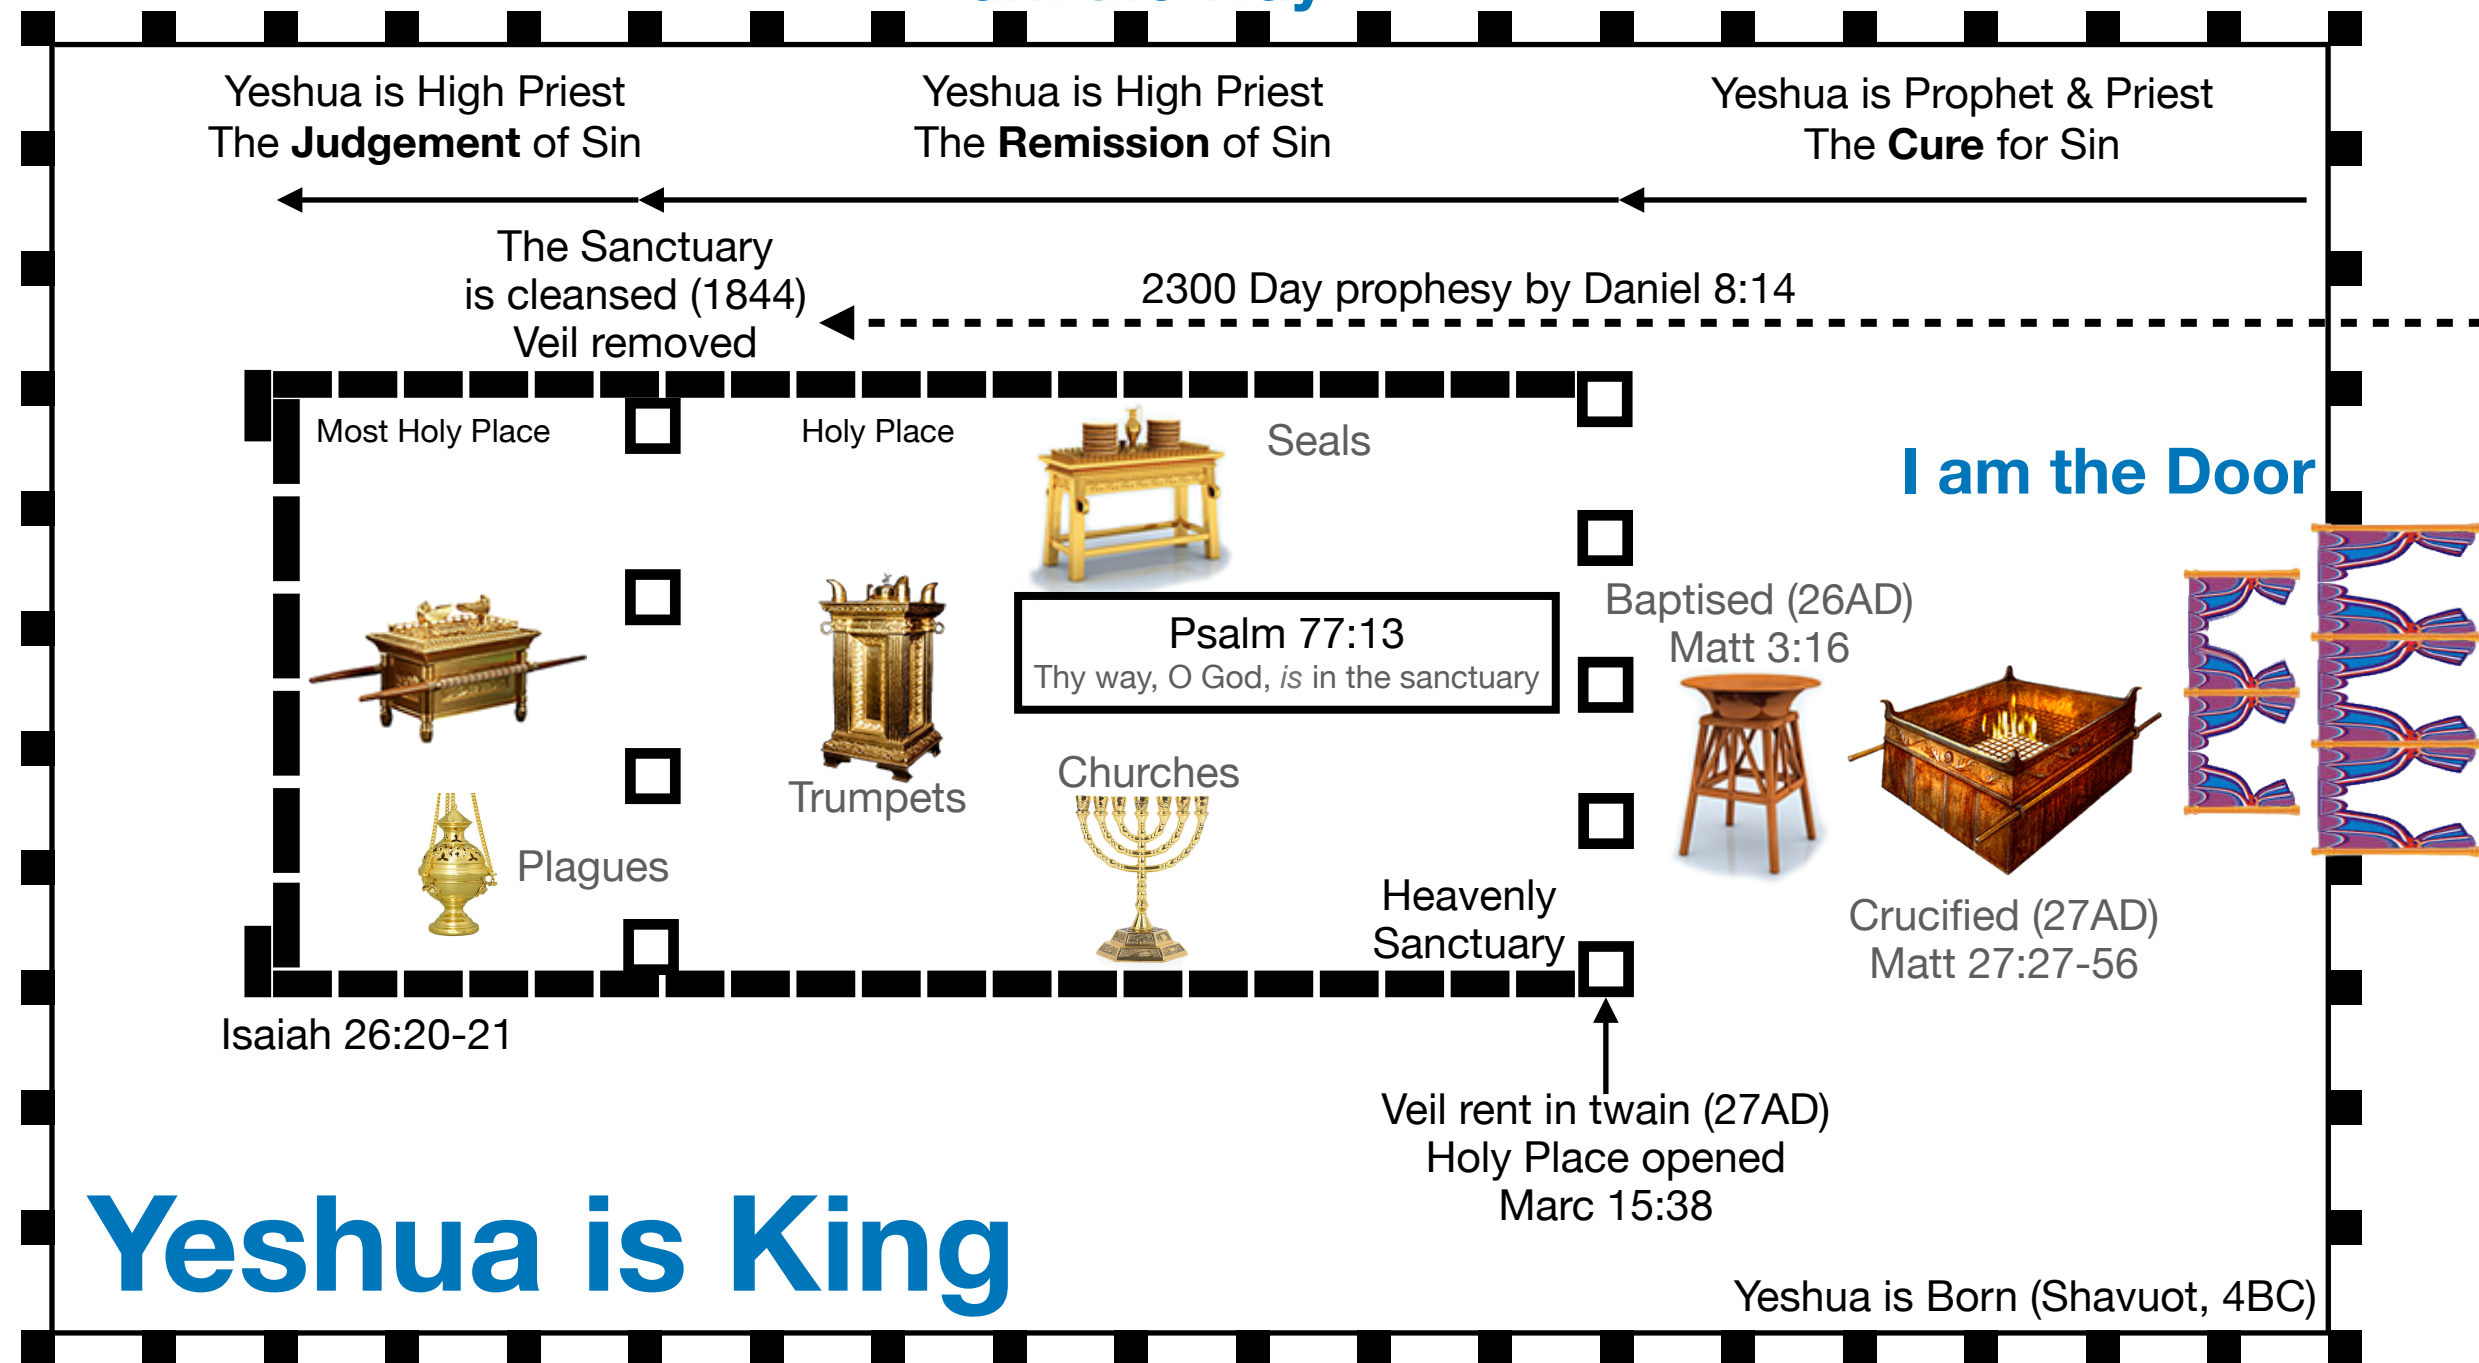 Yeshua is High Priest
The Judgement of Sin
Yeshua is High Priest
The Remission of Sin
Yeshua is Prophet & Priest
The Cure for Sin
The Sanctuary
is cleansed (1844)
Veil removed
2300 Day prophesy by Daniel 8:14
Most Holy Place
Holy Place
Seals
I am the Door
Psalm 77:13
Thy way, O God, is in the sanctuary
Baptised (26AD)
Matt 3:16
Trumpets
Churches
Plagues
Heavenly
Sanctuary
Crucified (27AD)
Matt 27:27-56
Isaiah 26:20-21
Veil rent in twain (27AD)
Holy Place opened
Marc 15:38
Yeshua is King
Yeshua is Born (Shavuot, 4BC)